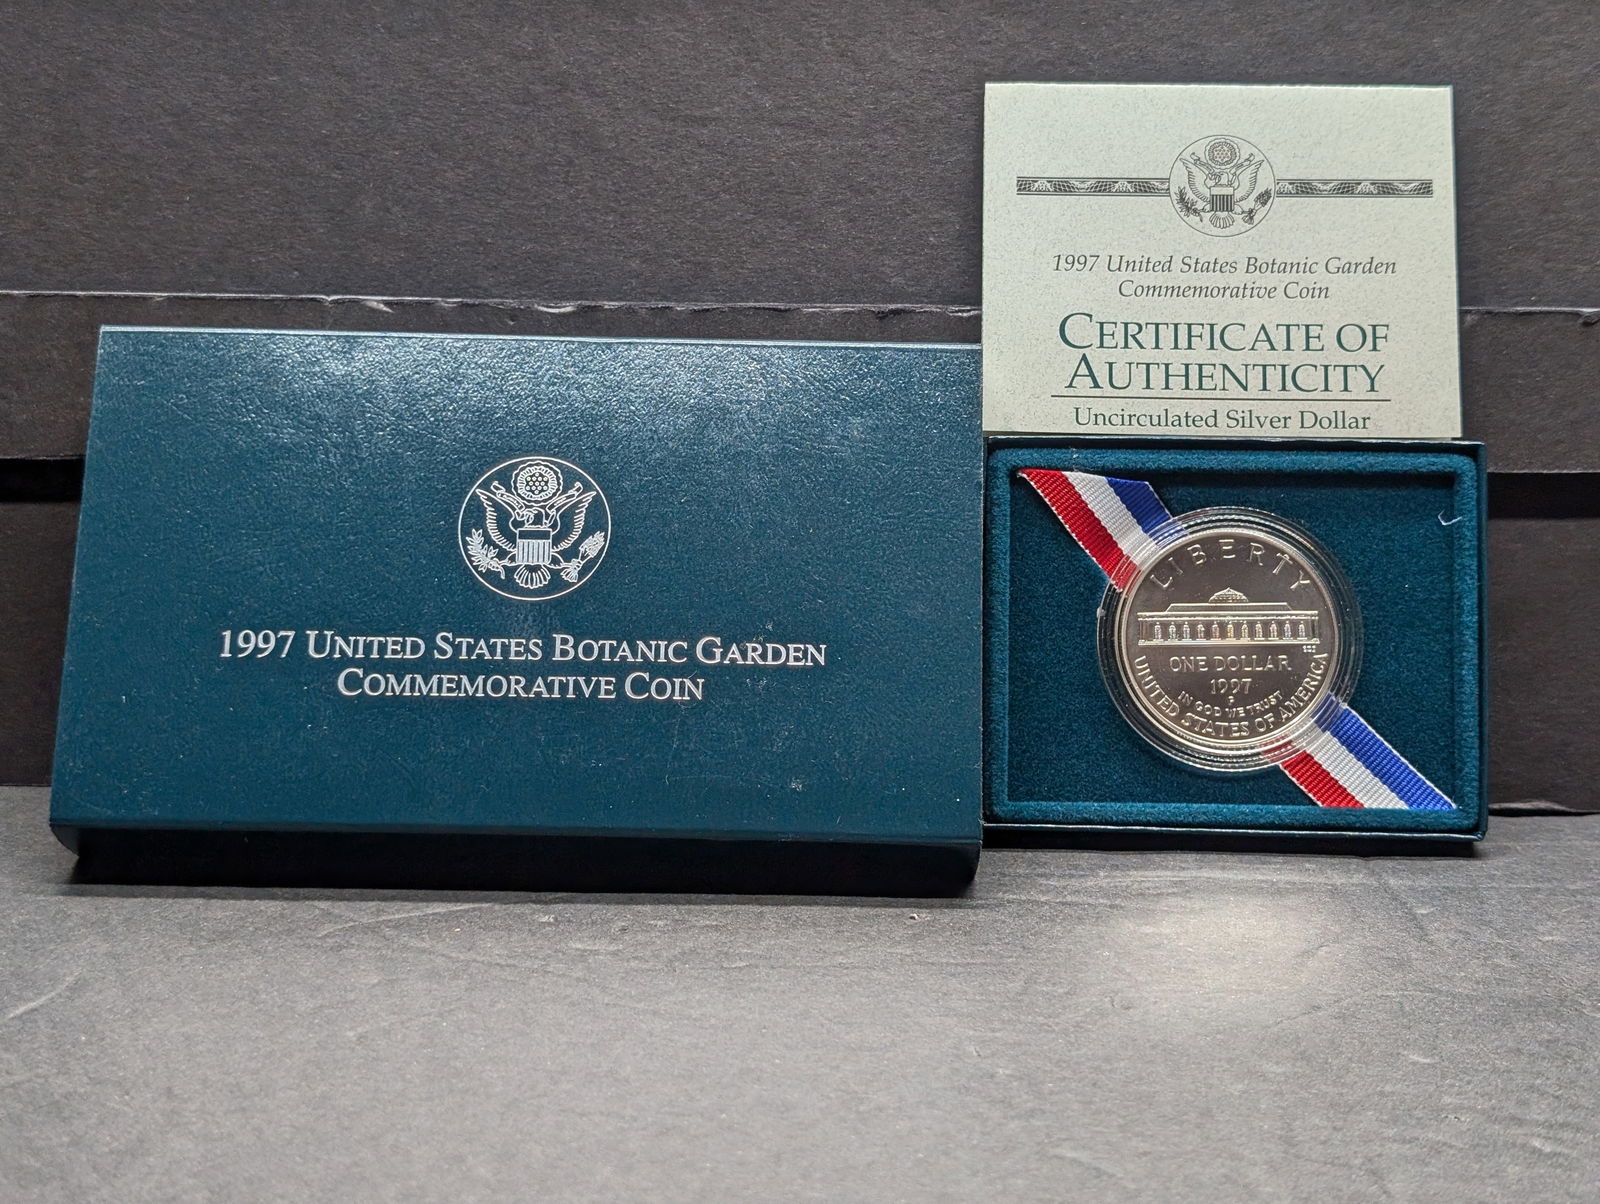 1997 UNITED STATES BOTANIC GARDEN
COMMEMORATIVE COIN
1997 United States Botanic Garden
Commemorative Coin
CERTIFICATE OF
AUTHENTICITY
Uncirculated Silver Dollar
LIBERTY
ONE DOLLAR
1997
P
IN GOD WE TRUST
UNITED STATES OF AMERICA